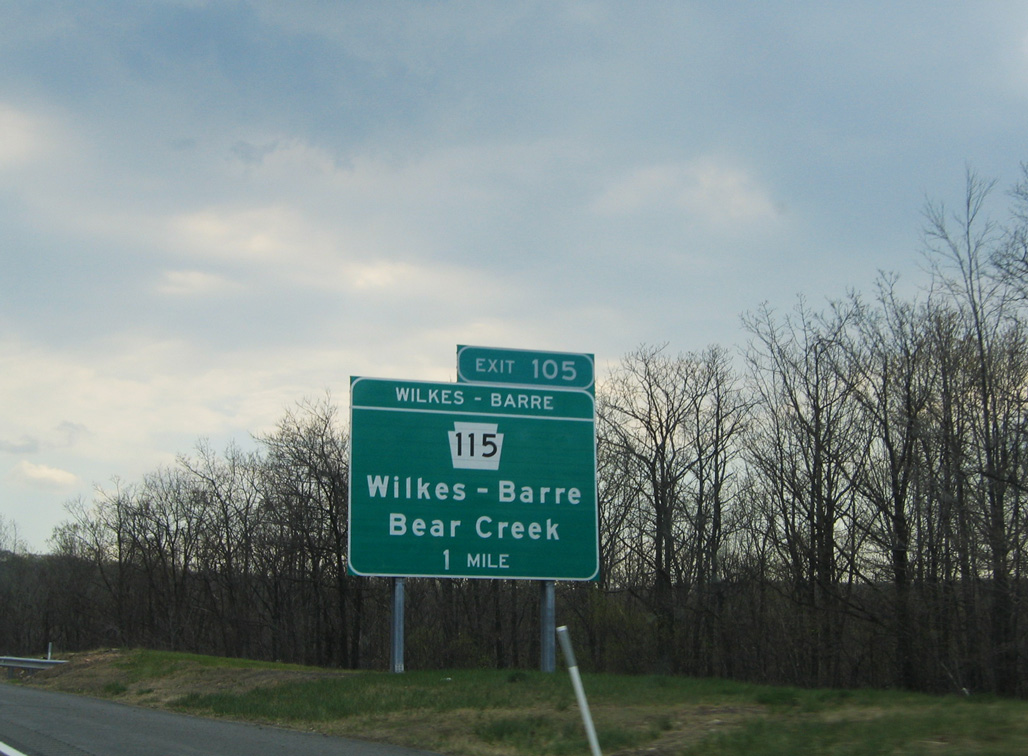 EXIT 105
WILKES - BARRE
115
Wilkes - Barre
Bear Creek
1 MILE